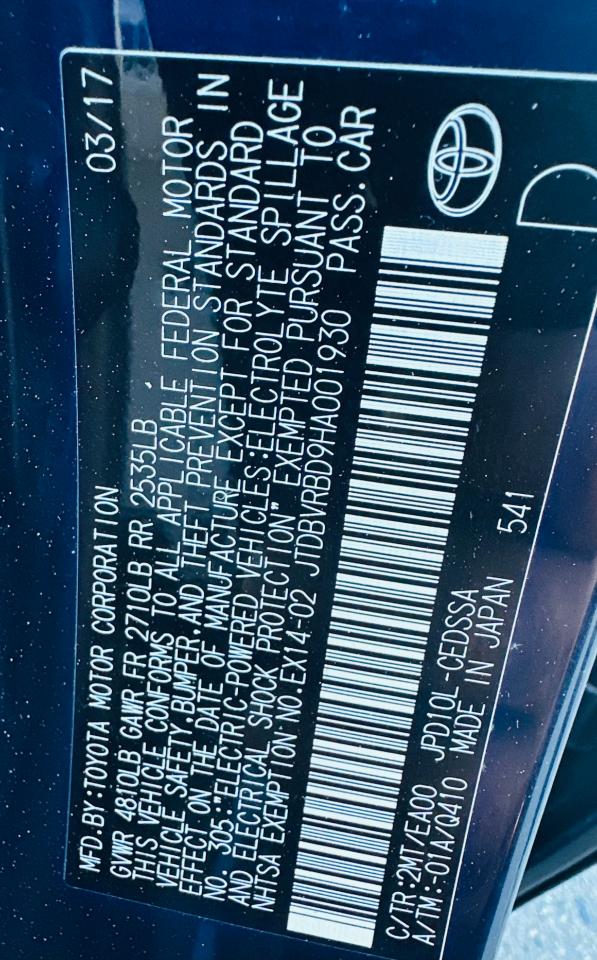 MFD.BY:TOYOTA MOTOR CORPORATION 03/17
GVWR 4810LB GAWR FR 2710LB RR 2535LB
THIS VEHICLE CONFORMS TO ALL APPLICABLE FEDERAL MOTOR
VEHICLE SAFETY,BUMPER,AND THEFT PREVENTION STANDARDS IN
EFFECT ON THE DATE OF MANUFACTURE EXCEPT FOR STANDARD
NO. 305:"ELECTRIC-POWERED VEHICLES:ELECTROLYTE SPILLAGE
AND ELECTRICAL SHOCK PROTECTION" EXEMPTED PURSUANT TO
NHTSA EXEMPTION NO.EX14-02 JTDBVRBD9HA001930 PASS.CAR
C/TR:2MT/EA00 JPD10L-CEDSSA
A/TM:-01A/Q410 MADE IN JAPAN 541
D